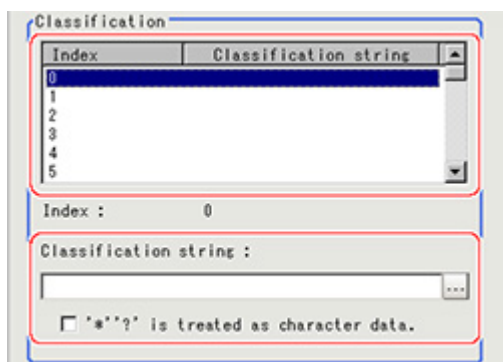 Classification
Index Classification string
0
1
2
3
4
5
Index : 0
Classification string :
...
'*''?' is treated as character data.